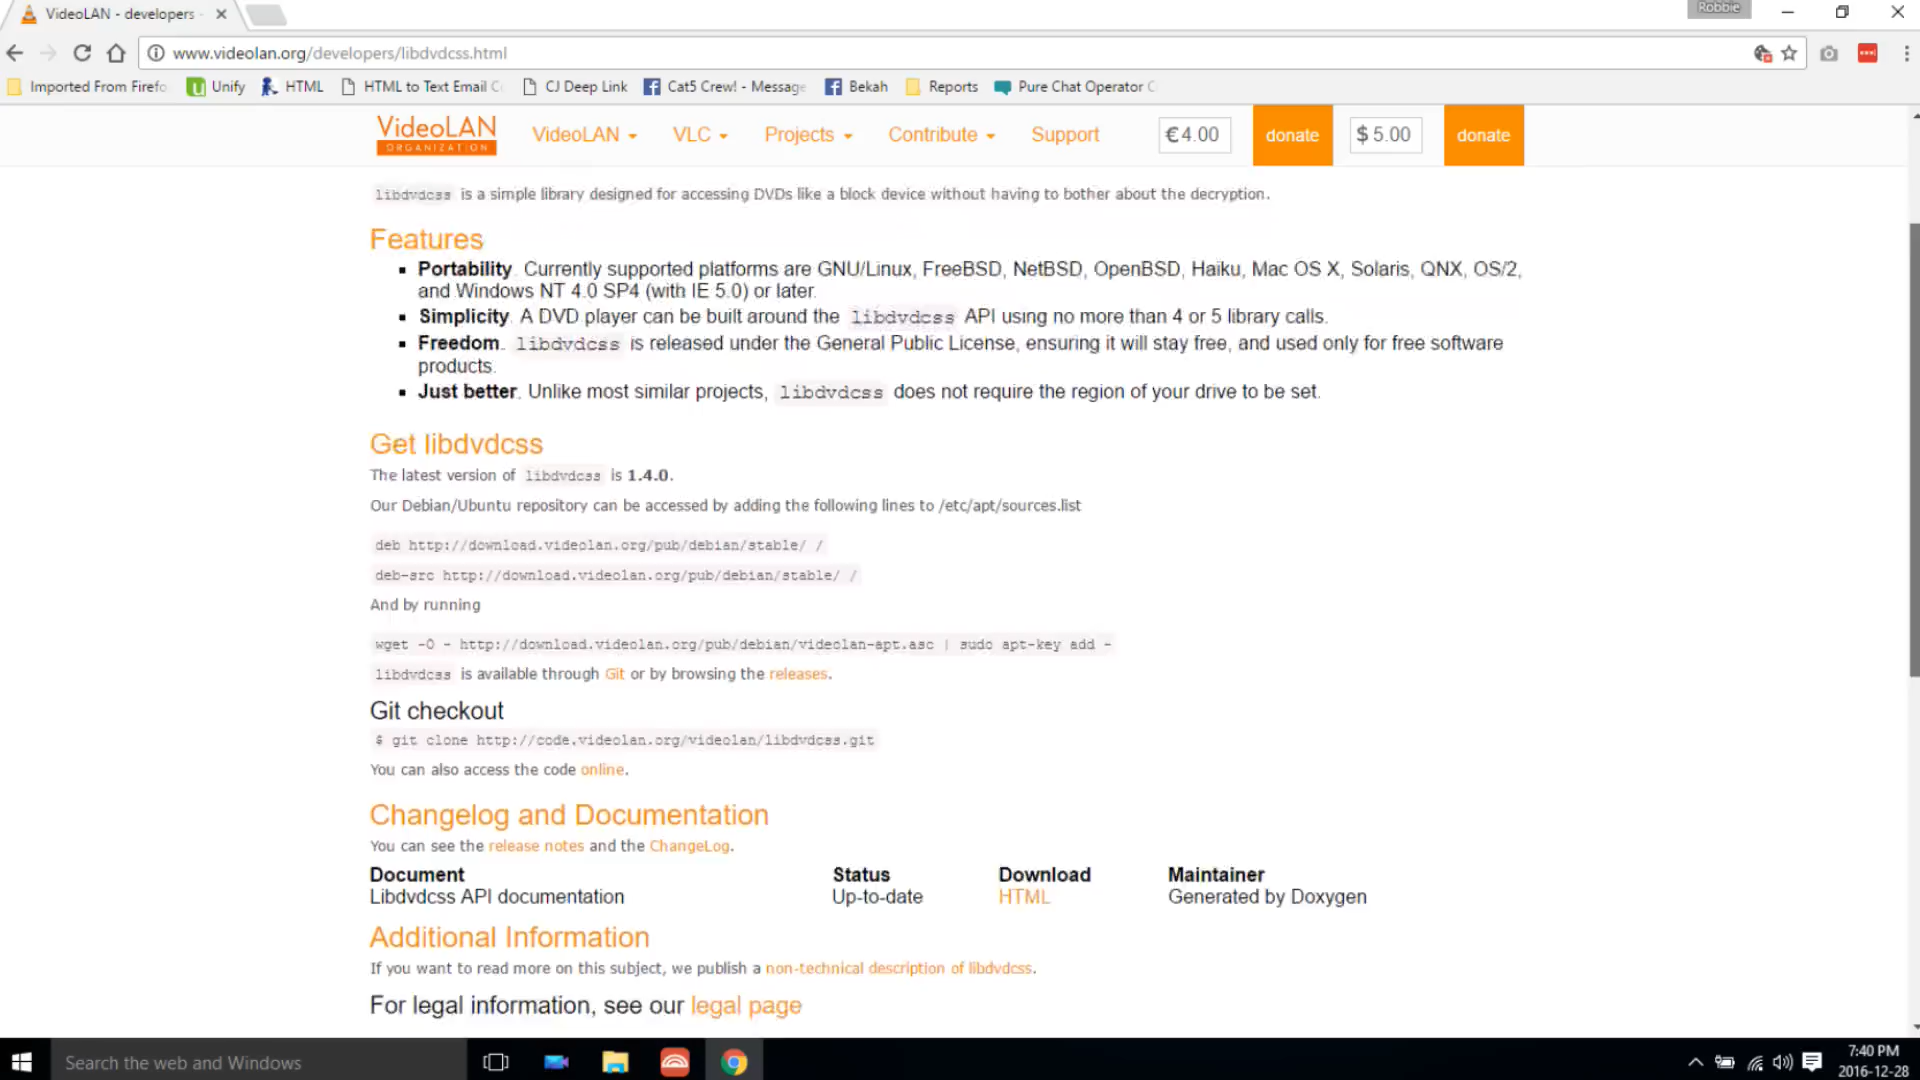 VideoLAN - developers
Robbie
www.videolan.org/developers/libdvdcss.html
Imported From Firefo
Unify
HTML
HTML to Text Email C
CJ Deep Link
Cat5 Crew! - Message
Bekah
Reports
Pure Chat Operator C
VideoLAN
ORGANIZATION
VideoLAN
VLC
Projects
Contribute
Support
€ 4.00
donate
$ 5.00
donate
libdvdcss is a simple library designed for accessing DVDs like a block device without having to bother about the decryption.
Features
Portability. Currently supported platforms are GNU/Linux, FreeBSD, NetBSD, OpenBSD, Haiku, Mac OS X, Solaris, QNX, OS/2,
and Windows NT 4.0 SP4 (with IE 5.0) or later.
Simplicity. A DVD player can be built around the libdvdcss API using no more than 4 or 5 library calls.
Freedom. libdvdcss is released under the General Public License, ensuring it will stay free, and used only for free software
products.
Just better. Unlike most similar projects, libdvdcss does not require the region of your drive to be set.
Get libdvdcss
The latest version of libdvdcss is 1.4.0.
Our Debian/Ubuntu repository can be accessed by adding the following lines to /etc/apt/sources.list
deb http://download.videolan.org/pub/debian/stable/ /
deb-src http://download.videolan.org/pub/debian/stable/ /
And by running
wget -O - http://download.videolan.org/pub/debian/videolan-apt.asc | sudo apt-key add -
libdvdcss is available through Git or by browsing the releases.
Git checkout
$ git clone http://code.videolan.org/videolan/libdvdcss.git
You can also access the code online.
Changelog and Documentation
You can see the release notes and the ChangeLog.
Document Status Download Maintainer
Libdvdcss API documentation Up-to-date HTML Generated by Doxygen
Additional Information
If you want to read more on this subject, we publish a non-technical description of libdvdcss.
For legal information, see our legal page
Search the web and Windows
7:40 PM
2016-12-28